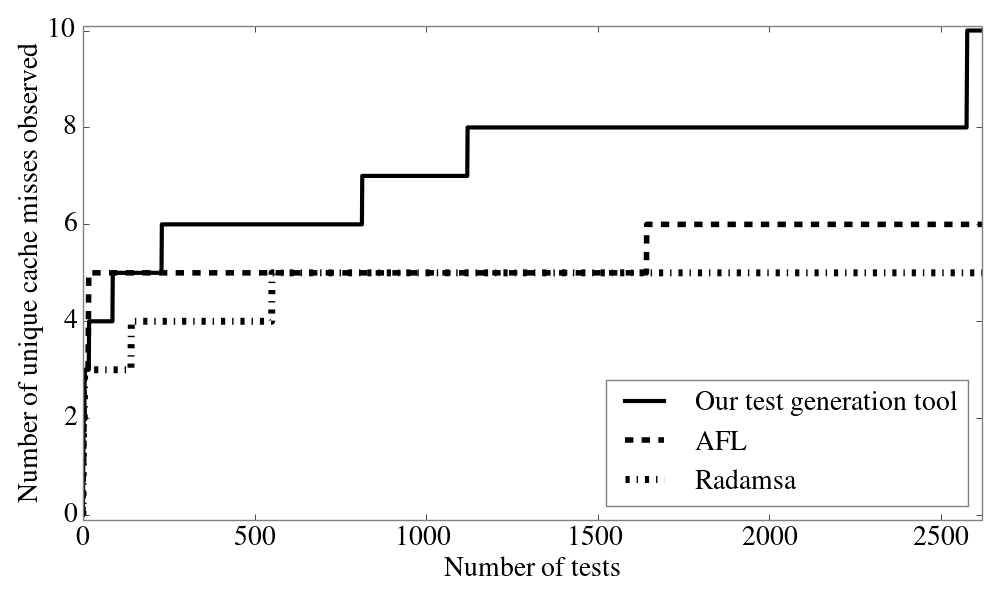 Number of unique cache misses observed
10
8
6
4
2
0
0 500 1000 1500 2000 2500
Number of tests
Our test generation tool
AFL
Radamsa